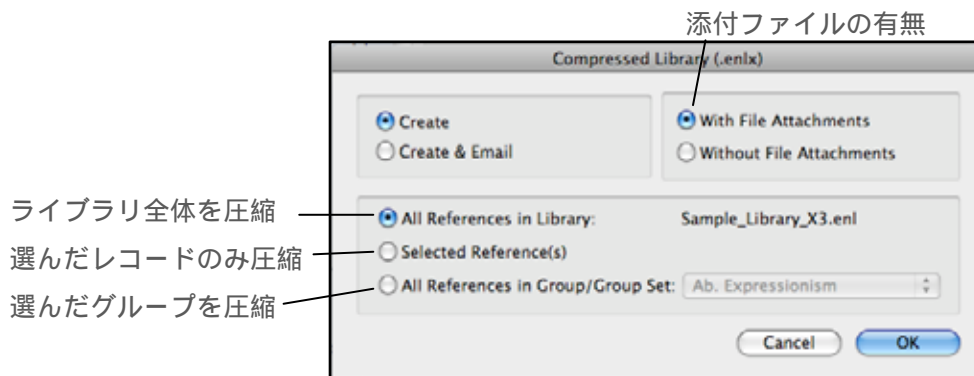 添付ファイルの有無
Compressed Library (.enlx)
Create
Create & Email
With File Attachments
Without File Attachments
ライブラリ全体を圧縮
All References in Library: Sample_Library_X3.enl
選んだレコードのみ圧縮
Selected Reference(s)
選んだグループを圧縮
All References in Group/Group Set: Ab. Expressionism
Cancel OK